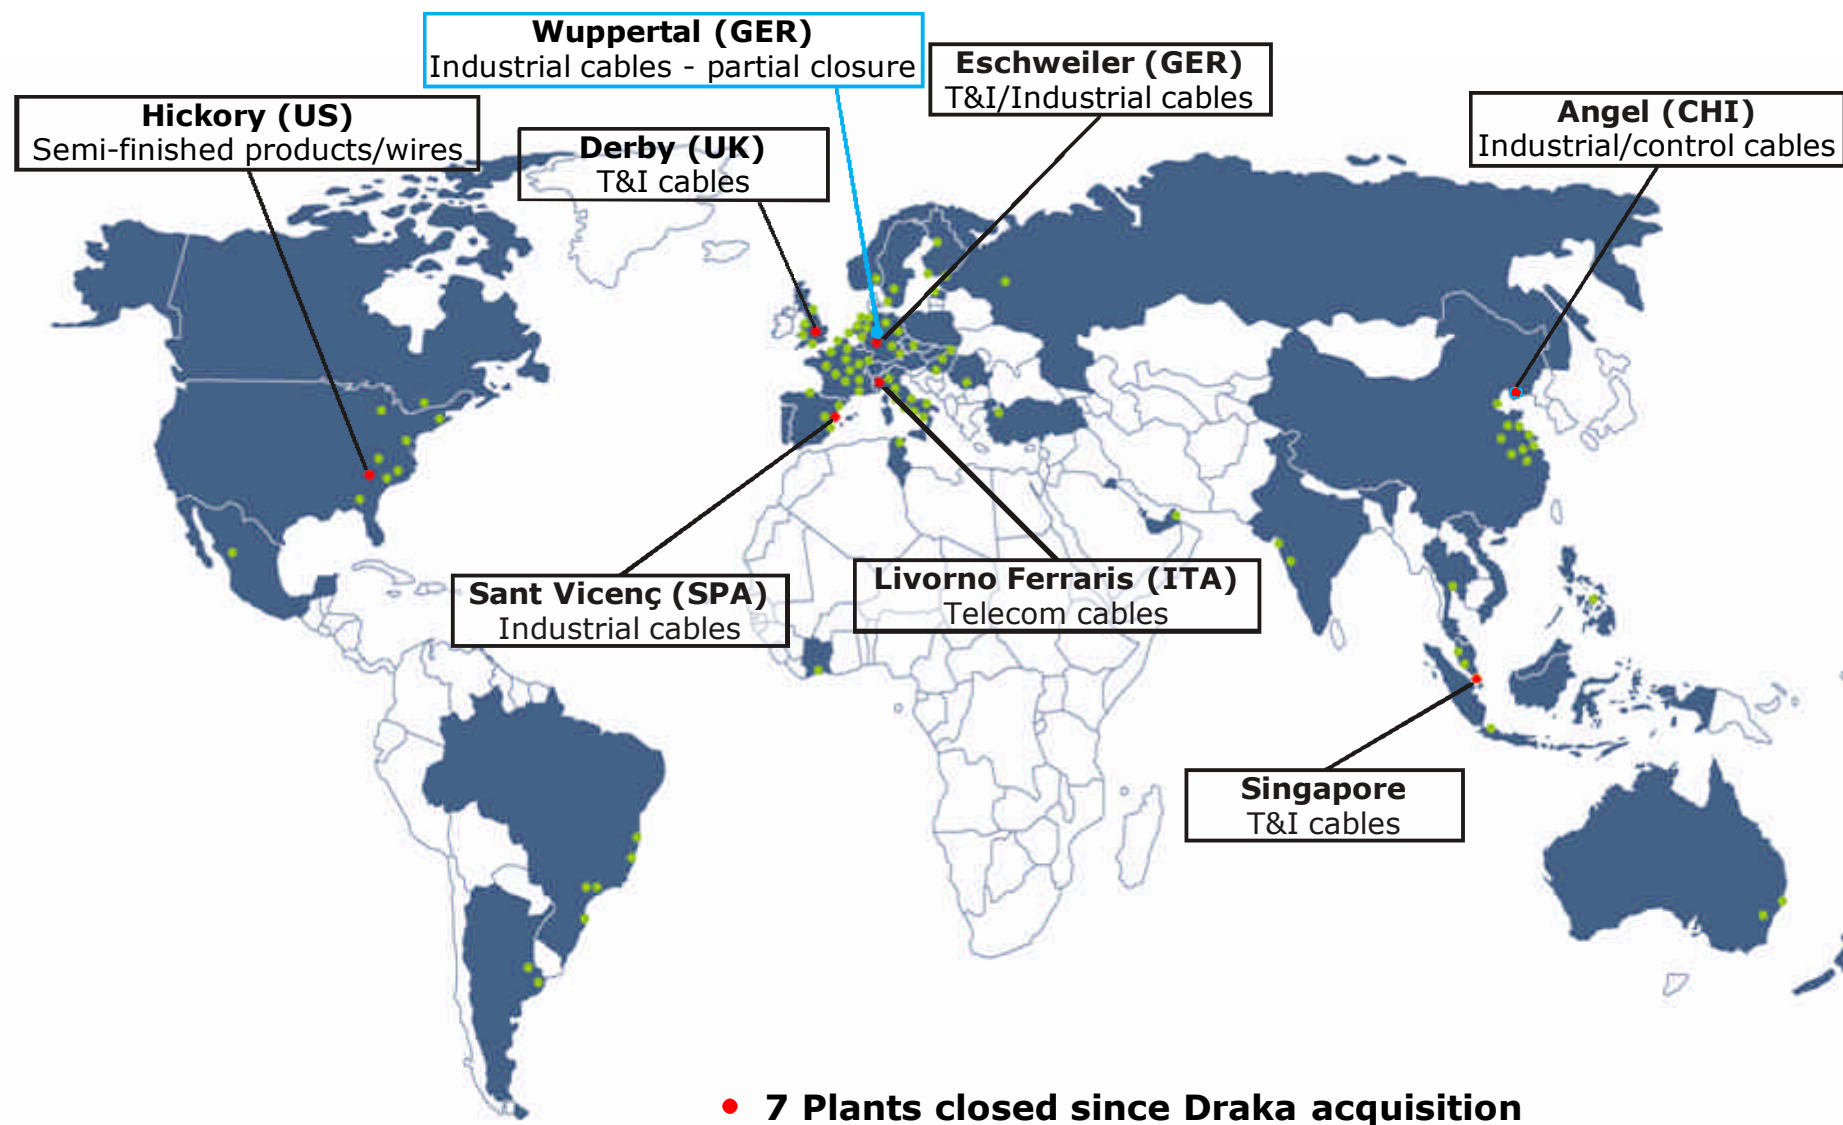 Wuppertal (GER)
Industrial cables - partial closure
Eschweiler (GER)
T&I/Industrial cables
Hickory (US)
Semi-finished products/wires
Derby (UK)
T&I cables
Angel (CHI)
Industrial/control cables
Sant Vicenç (SPA)
Industrial cables
Livorno Ferraris (ITA)
Telecom cables
Singapore
T&I cables
7 Plants closed since Draka acquisition